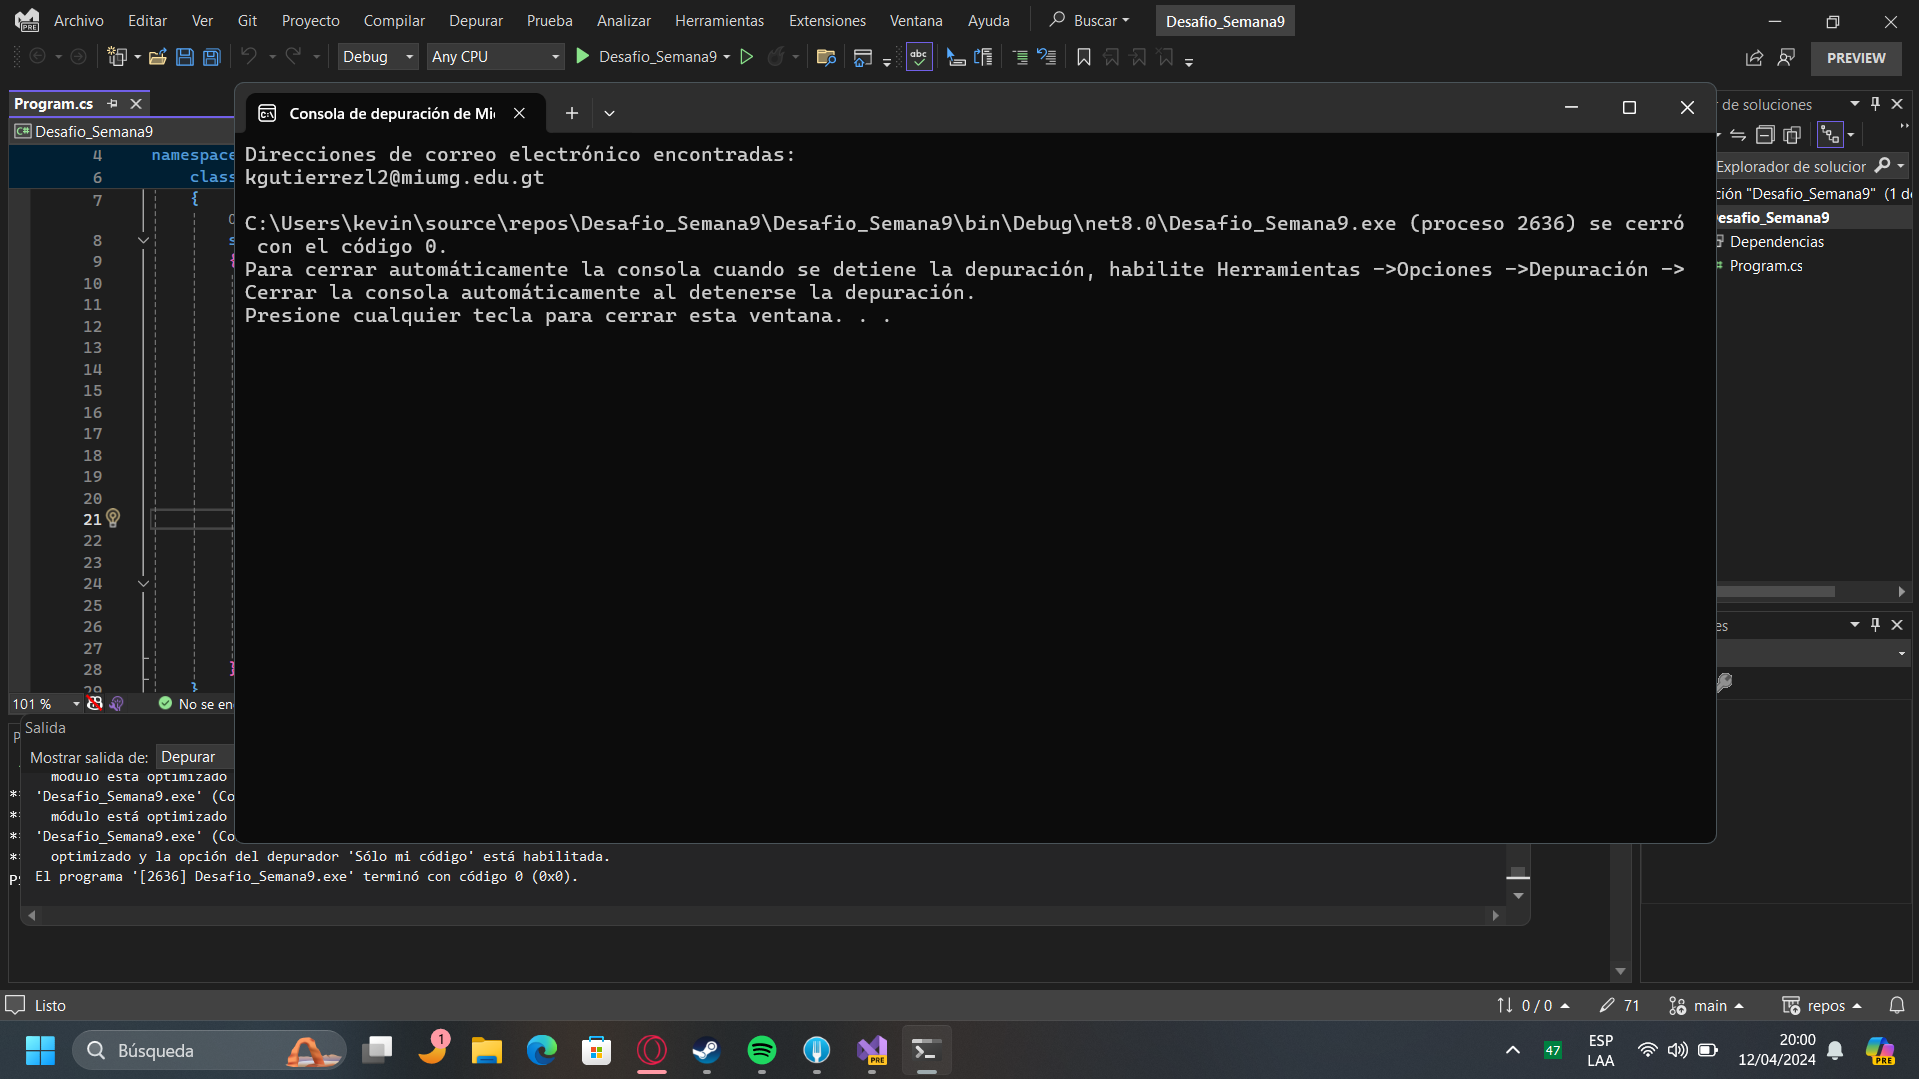 Archivo Editar Ver Git Proyecto Compilar Depurar Prueba Analizar Herramientas Extensiones Ventana Ayuda Buscar Desafio_Semana9
Debug Any CPU Desafio_Semana9 abc PREVIEW
Program.cs
Desafio_Semana9
Consola de depuración de Mi
r de soluciones
Explorador de solucior
ción "Desafio_Semana9" (1 d
esafio_Semana9
Dependencias
Program.cs
4 namespace
6 class
7 {
8
9
10
11
12
13
14
15
16
17
18
19
20
21
22
23
24
25
26
27
28 }
29 }
Direcciones de correo electrónico encontradas:
kgutierrezl2@miumg.edu.gt
C:\Users\kevin\source\repos\Desafio_Semana9\Desafio_Semana9\bin\Debug\net8.0\Desafio_Semana9.exe (proceso 2636) se cerró
con el código 0.
Para cerrar automáticamente la consola cuando se detiene la depuración, habilite Herramientas ->Opciones ->Depuración ->
Cerrar la consola automáticamente al detenerse la depuración.
Presione cualquier tecla para cerrar esta ventana. . .
es
101 % No se en
Salida
Mostrar salida de: Depurar
módulo está optimizado
'Desafio_Semana9.exe' (Co
módulo está optimizado
'Desafio_Semana9.exe' (Co
optimizado y la opción del depurador 'Sólo mi código' está habilitada.
El programa '[2636] Desafio_Semana9.exe' terminó con código 0 (0x0).
Listo 0 / 0 71 main repos
Búsqueda 1 PRE 47 ESP LAA 20:00 12/04/2024 PRE